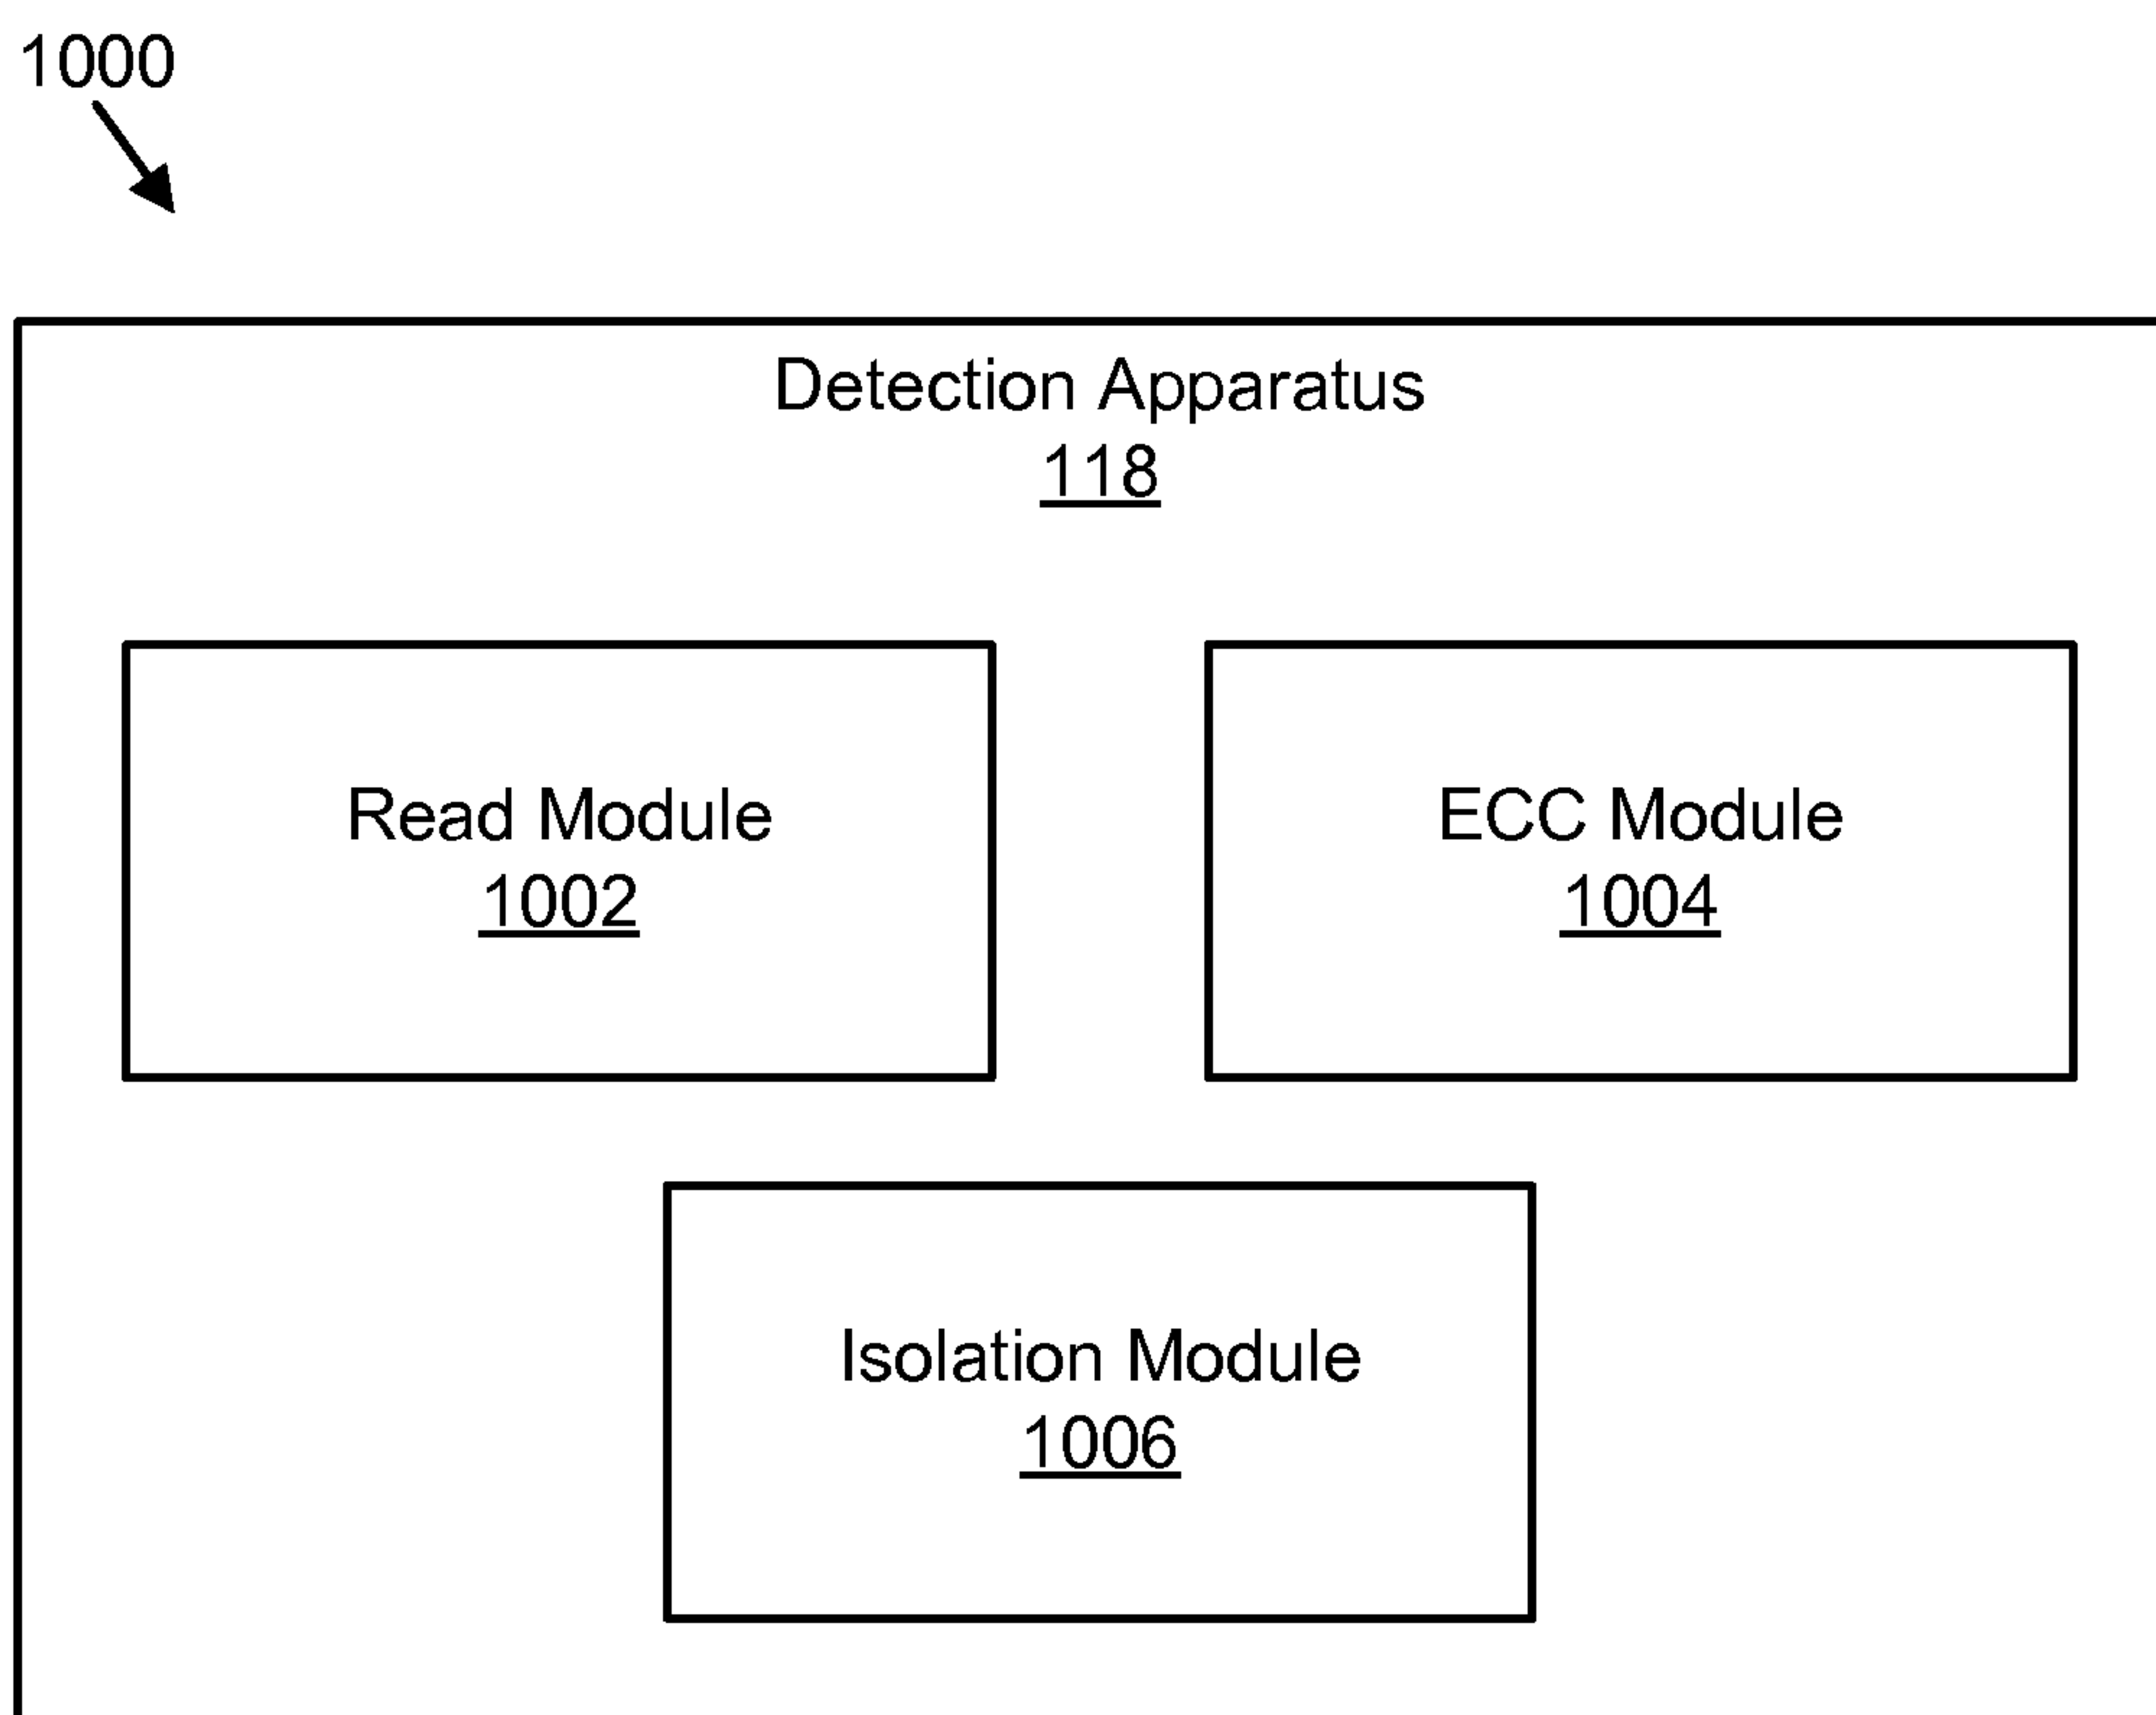 1000
Detection Apparatus
118
Read Module
1002
ECC Module
1004
Isolation Module
1006